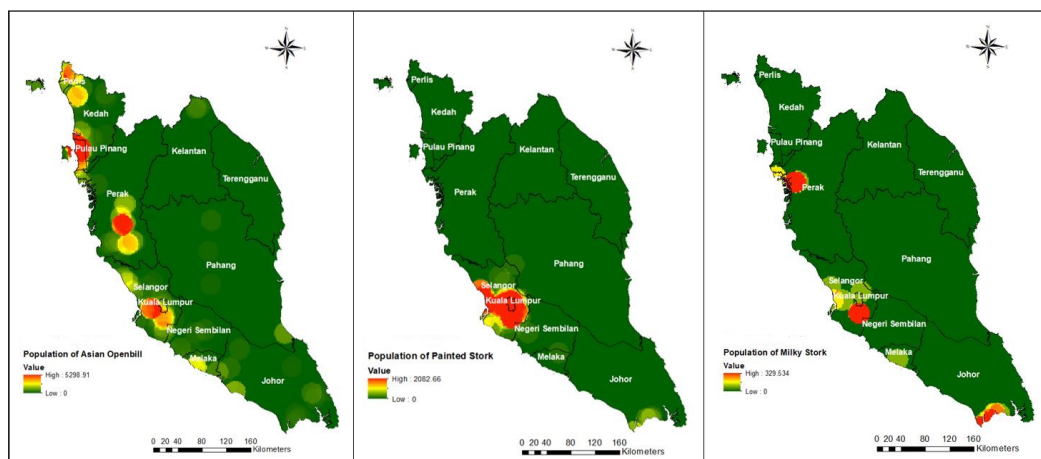 Perlis
Kedah
Pulau Pinang
Kelantan
Terengganu
Perak
Pahang
Selangor
Kuala Lumpur
Negeri Sembilan
Melaka
Johor
Population of Asian Openbill
Value
High : 5298.91
Low : 0
0 20 40 80 120 160
Kilometers
Perlis
Kedah
Pulau Pinang
Kelantan
Terengganu
Perak
Pahang
Selangor
Kuala Lumpur
Negeri Sembilan
Melaka
Johor
Population of Painted Stork
Value
High : 2082.66
Low : 0
0 20 40 80 120 160
Kilometers
Perlis
Kedah
Pulau Pinang
Kelantan
Terengganu
Perak
Pahang
Selangor
Kuala Lumpur
Negeri Sembilan
Melaka
Johor
Population of Milky Stork
Value
High : 329.534
Low : 0
0 20 40 80 120 160
Kilometers